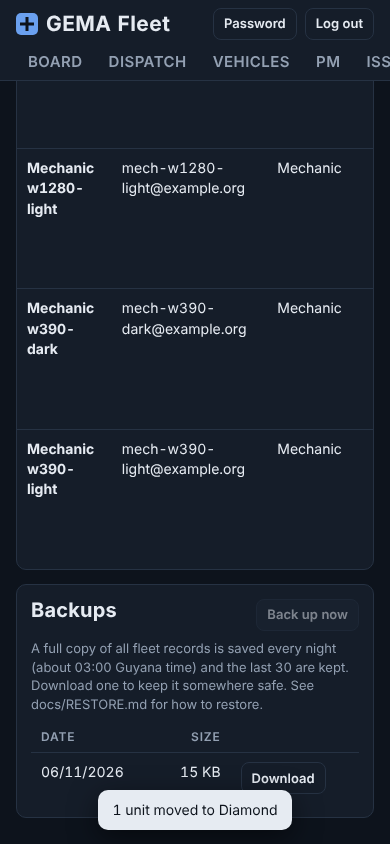 GEMA Fleet
Password
Log out
BOARD DISPATCH VEHICLES PM ISS
Mechanic w1280-light mech-w1280-light@example.org Mechanic
Mechanic w390-dark mech-w390-dark@example.org Mechanic
Mechanic w390-light mech-w390-light@example.org Mechanic
Backups
Back up now
A full copy of all fleet records is saved every night
(about 03:00 Guyana time) and the last 30 are kept.
Download one to keep it somewhere safe. See
docs/RESTORE.md for how to restore.
DATE SIZE
06/11/2026 15 KB Download
1 unit moved to Diamond